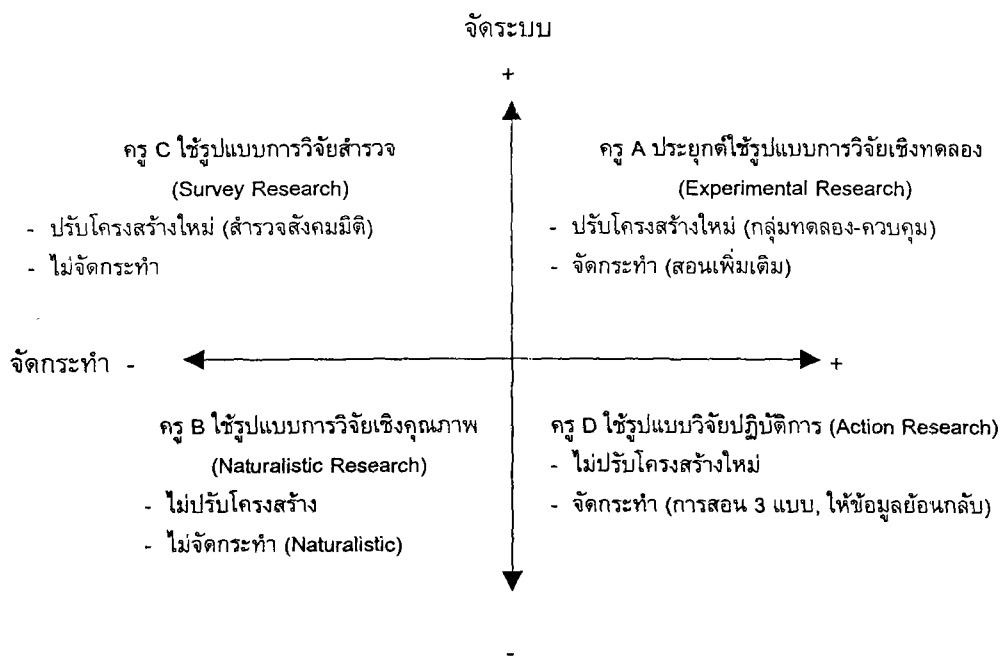 จัดระบบ
+
ครู C ใช้รูปแบบการวิจัยสำรวจ
(Survey Research)
- ปรับโครงสร้างใหม่ (สำรวจสังคมมิติ)
- ไม่จัดกระทำ
ครู A ประยุกต์ใช้รูปแบบการวิจัยเชิงทดลอง
(Experimental Research)
- ปรับโครงสร้างใหม่ (กลุ่มทดลอง-ควบคุม)
- จัดกระทำ (สอนเพิ่มเติม)
จัดกระทำ -
+
ครู B ใช้รูปแบบการวิจัยเชิงคุณภาพ
(Naturalistic Research)
- ไม่ปรับโครงสร้าง
- ไม่จัดกระทำ (Naturalistic)
ครู D ใช้รูปแบบวิจัยปฏิบัติการ (Action Research)
- ไม่ปรับโครงสร้างใหม่
- จัดกระทำ (การสอน 3 แบบ, ให้ข้อมูลย้อนกลับ)
-